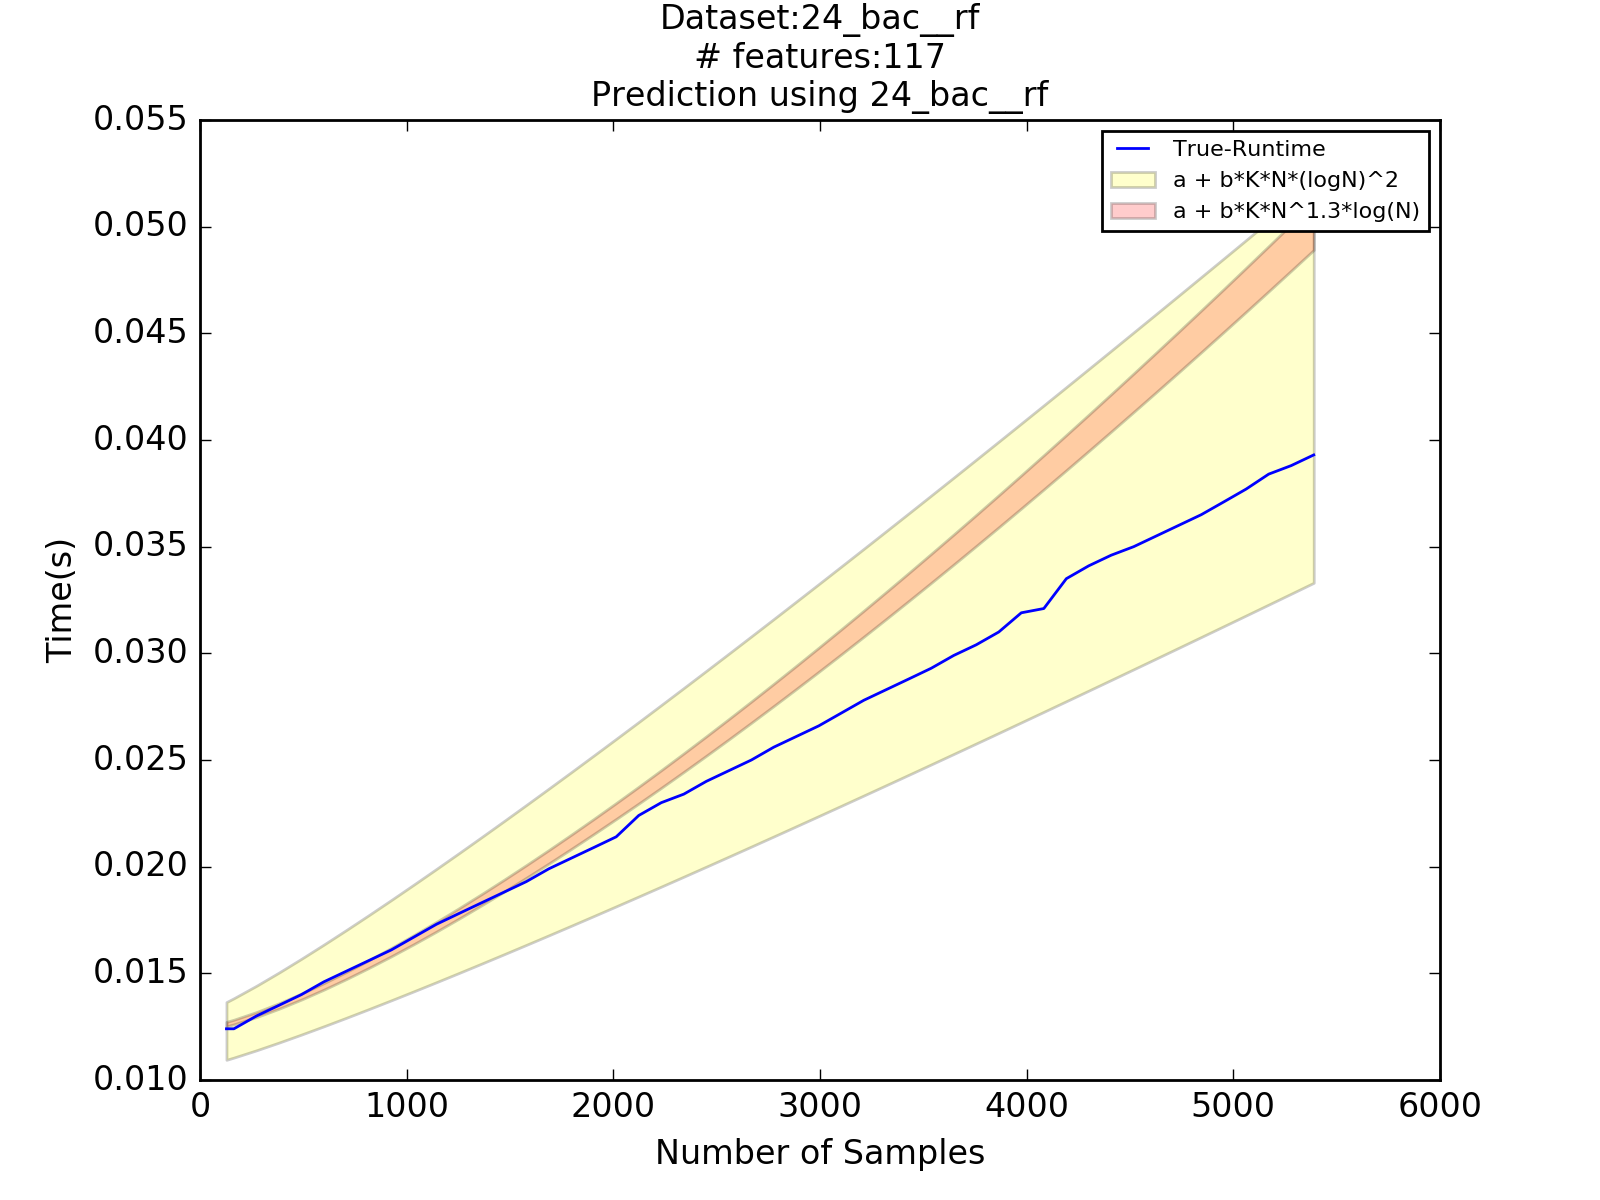 Dataset:24_bac__rf
# features:117
Prediction using 24_bac__rf
0.055
0.050
0.045
0.040
0.035
0.030
0.025
0.020
0.015
0.010
Time(s)
True-Runtime
a + b*K*N*(logN)^2
a + b*K*N^1.3*log(N)
0 1000 2000 3000 4000 5000 6000
Number of Samples